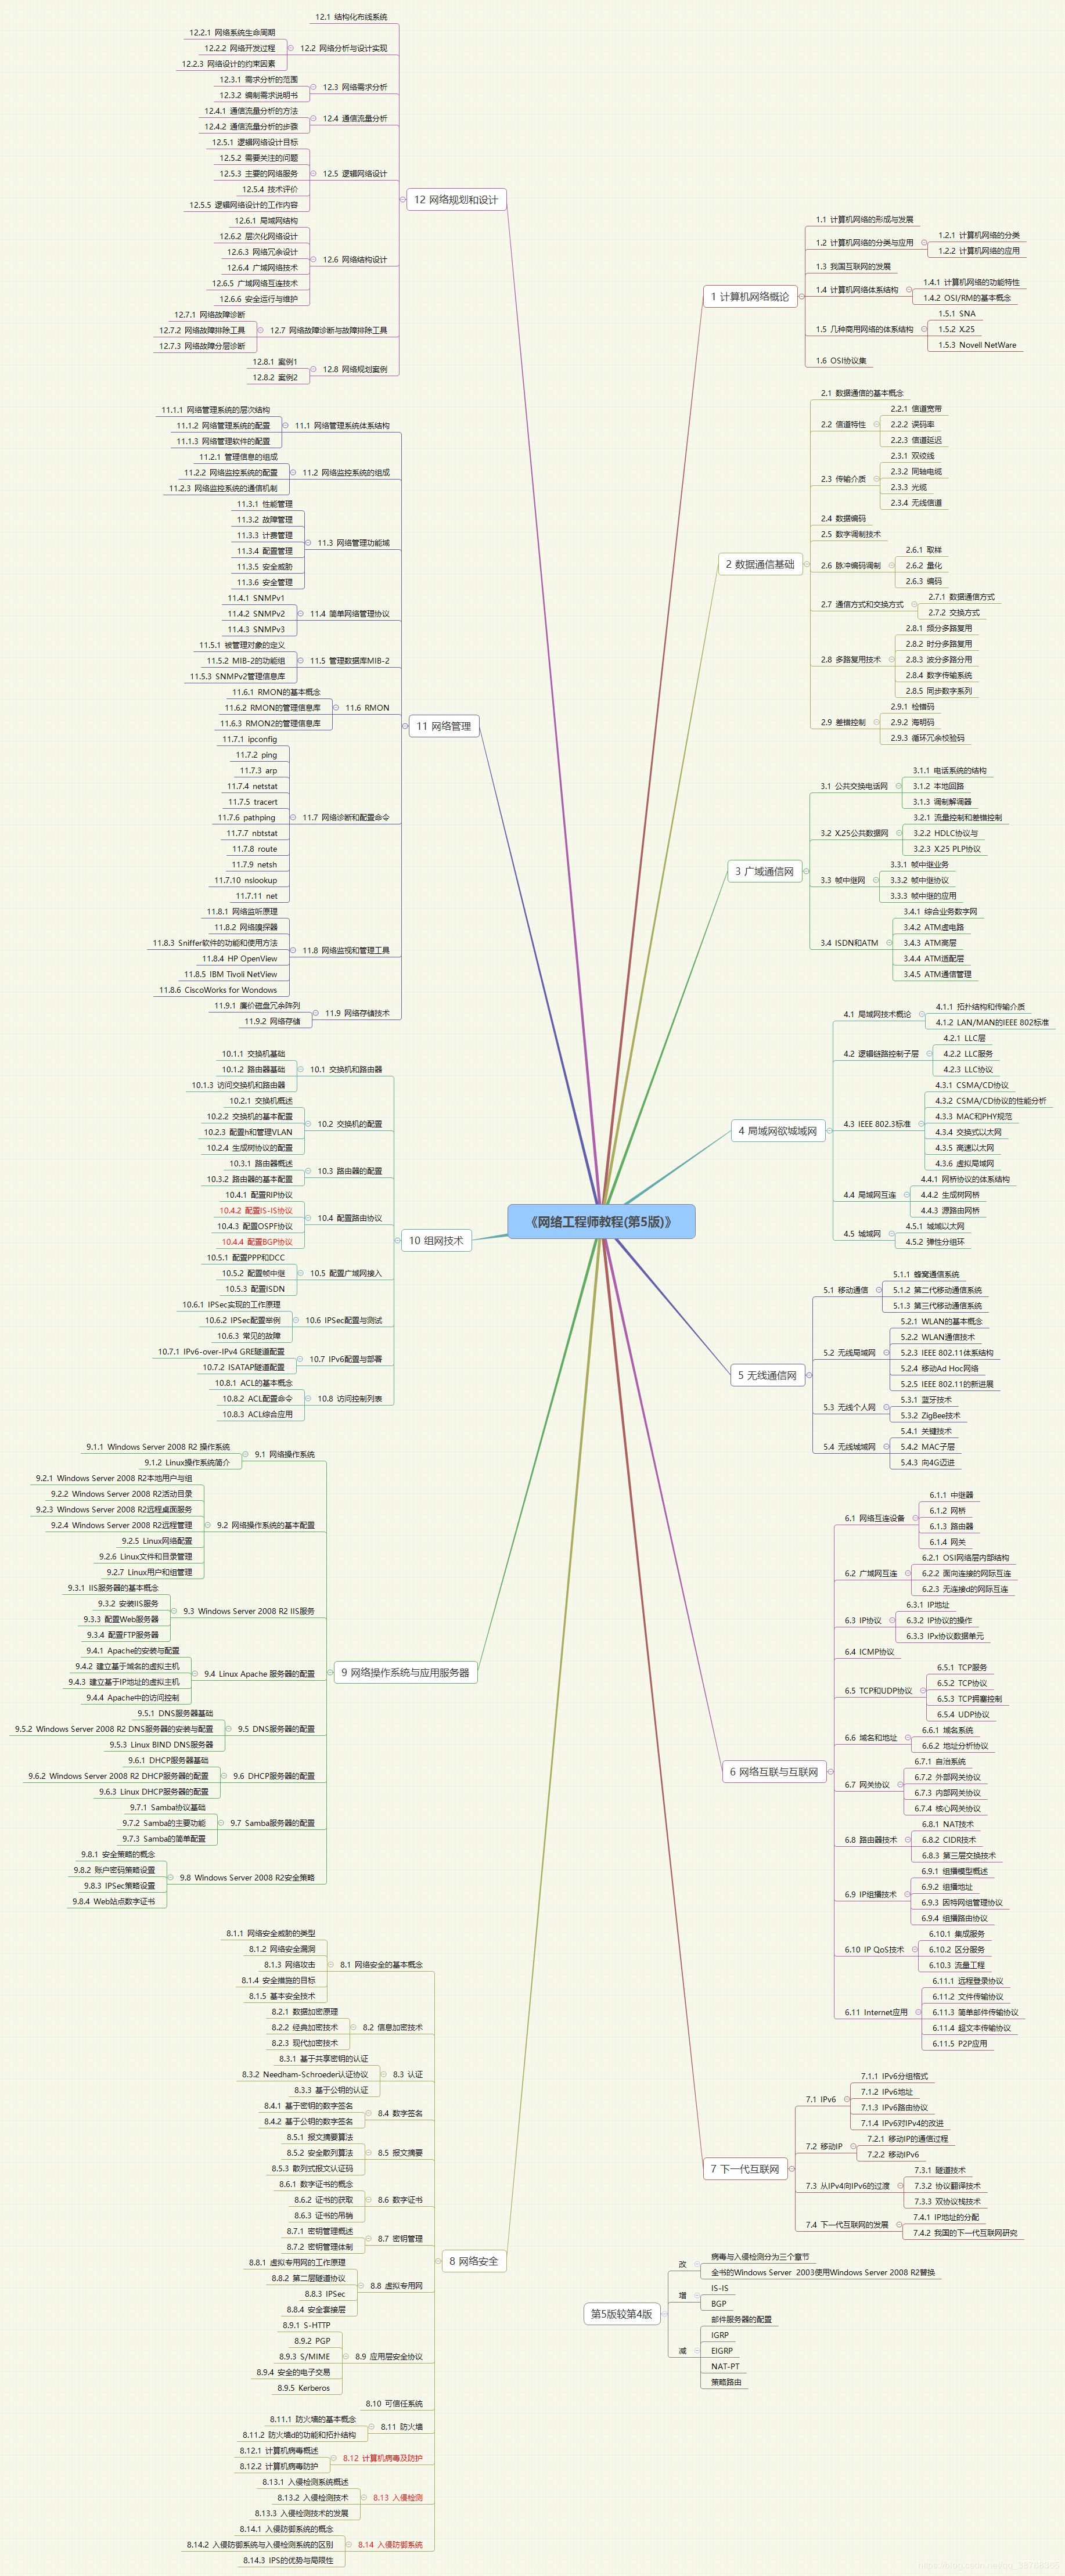 《网络工程师教程(第5版)》
1 计算机网络概论
1.1 计算机网络的形成与发展
1.2 计算机网络的分类与应用
1.2.1 计算机网络的分类
1.2.2 计算机网络的应用
1.3 我国互联网的发展
1.4 计算机网络体系结构
1.4.1 计算机网络的功能特性
1.4.2 OSI/RM的基本概念
1.5 几种商用网络的体系结构
1.5.1 SNA
1.5.2 X.25
1.5.3 Novell NetWare
1.6 OSI协议集
2 数据通信基础
2.1 数据通信的基本概念
2.2 信道特性
2.2.1 信道宽带
2.2.2 误码率
2.2.3 信道延迟
2.3 传输介质
2.3.1 双绞线
2.3.2 同轴电缆
2.3.3 光缆
2.3.4 无线信道
2.4 数据编码
2.5 数字调制技术
2.6 脉冲编码调制
2.6.1 取样
2.6.2 量化
2.6.3 编码
2.7 通信方式和交换方式
2.7.1 数据通信方式
2.7.2 交换方式
2.8 多路复用技术
2.8.1 频分多路复用
2.8.2 时分多路复用
2.8.3 波分多路分用
2.8.4 数字传输系统
2.8.5 同步数字系列
2.9 差错控制
2.9.1 检错码
2.9.2 海明码
2.9.3 循环冗余校验码
3 广域通信网
3.1 公共交换电话网
3.1.1 电话系统的结构
3.1.2 本地回路
3.1.3 调制解调器
3.2 X.25公共数据网
3.2.1 流量控制和差错控制
3.2.2 HDLC协议与
3.2.3 X.25 PLP协议
3.3 帧中继网
3.3.1 帧中继业务
3.3.2 帧中继协议
3.3.3 帧中继的应用
3.4 ISDN和ATM
3.4.1 综合业务数字网
3.4.2 ATM虚电路
3.4.3 ATM高层
3.4.4 ATM适配层
3.4.5 ATM通信管理
4 局域网欲城域网
4.1 局域网技术概论
4.1.1 拓扑结构和传输介质
4.1.2 LAN/MAN的IEEE 802标准
4.2 逻辑链路控制子层
4.2.1 LLC层
4.2.2 LLC服务
4.2.3 LLC协议
4.3 IEEE 802.3标准
4.3.1 CSMA/CD协议
4.3.2 CSMA/CD协议的性能分析
4.3.3 MAC和PHY规范
4.3.4 交换式以太网
4.3.5 高速以太网
4.3.6 虚拟局域网
4.4 局域网互连
4.4.1 网桥协议的体系结构
4.4.2 生成树网桥
4.4.3 源路由网桥
4.5 城域网
4.5.1 城域以太网
4.5.2 弹性分组环
5 无线通信网
5.1 移动通信
5.1.1 蜂窝通信系统
5.1.2 第二代移动通信系统
5.1.3 第三代移动通信系统
5.2 无线局域网
5.2.1 WLAN的基本概念
5.2.2 WLAN通信技术
5.2.3 IEEE 802.11体系结构
5.2.4 移动Ad Hoc网络
5.2.5 IEEE 802.11的新进展
5.3 无线个人网
5.3.1 蓝牙技术
5.3.2 ZigBee技术
5.4 无线城域网
5.4.1 关键技术
5.4.2 MAC子层
5.4.3 向4G迈进
6 网络互联与互联网
6.1 网络互连设备
6.1.1 中继器
6.1.2 网桥
6.1.3 路由器
6.1.4 网关
6.2 广域网互连
6.2.1 OSI网络层内部结构
6.2.2 面向连接的网际互连
6.2.3 无连接d的网际互连
6.3 IP协议
6.3.1 IP地址
6.3.2 IP协议的操作
6.3.3 IPx协议数据单元
6.4 ICMP协议
6.5 TCP和UDP协议
6.5.1 TCP服务
6.5.2 TCP协议
6.5.3 TCP拥塞控制
6.5.4 UDP协议
6.6 域名和地址
6.6.1 域名系统
6.6.2 地址分析协议
6.7 网关协议
6.7.1 自治系统
6.7.2 外部网关协议
6.7.3 内部网关协议
6.7.4 核心网关协议
6.8 路由器技术
6.8.1 NAT技术
6.8.2 CIDR技术
6.8.3 第三层交换技术
6.9 IP组播技术
6.9.1 组播模型概述
6.9.2 组播地址
6.9.3 因特网组管理协议
6.9.4 组播路由协议
6.10 IP QoS技术
6.10.1 集成服务
6.10.2 区分服务
6.10.3 流量工程
6.11 Internet应用
6.11.1 远程登录协议
6.11.2 文件传输协议
6.11.3 简单邮件传输协议
6.11.4 超文本传输协议
6.11.5 P2P应用
7 下一代互联网
7.1 IPv6
7.1.1 IPv6分组格式
7.1.2 IPv6地址
7.1.3 IPv6路由协议
7.1.4 IPv6对IPv4的改进
7.2 移动IP
7.2.1 移动IP的通信过程
7.2.2 移动IPv6
7.3 从IPv4向IPv6的过渡
7.3.1 隧道技术
7.3.2 协议翻译技术
7.3.3 双协议栈技术
7.4 下一代互联网的发展
7.4.1 IP地址的分配
7.4.2 我国的下一代互联网研究
8 网络安全
8.1 网络安全的基本概念
8.1.1 网络安全威胁的类型
8.1.2 网络安全漏洞
8.1.3 网络攻击
8.1.4 安全措施的目标
8.1.5 基本安全技术
8.2 信息加密技术
8.2.1 数据加密原理
8.2.2 经典加密技术
8.2.3 现代加密技术
8.3 认证
8.3.1 基于共享密钥的认证
8.3.2 Needham-Schroeder认证协议
8.3.3 基于公钥的认证
8.4 数字签名
8.4.1 基于密钥的数字签名
8.4.2 基于公钥的数字签名
8.5 报文摘要
8.5.1 报文摘要算法
8.5.2 安全散列算法
8.5.3 散列式报文认证码
8.6 数字证书
8.6.1 数字证书的概念
8.6.2 证书的获取
8.6.3 证书的吊销
8.7 密钥管理
8.7.1 密钥管理概述
8.7.2 密钥管理体制
8.8 虚拟专用网
8.8.1 虚拟专用网的工作原理
8.8.2 第二层隧道协议
8.8.3 IPSec
8.8.4 安全套接层
8.9 应用层安全协议
8.9.1 S-HTTP
8.9.2 PGP
8.9.3 S/MIME
8.9.4 安全的电子交易
8.9.5 Kerberos
8.10 可信任系统
8.11 防火墙
8.11.1 防火墙的基本概念
8.11.2 防火墙d的功能和拓扑结构
8.12 计算机病毒及防护
8.12.1 计算机病毒概述
8.12.2 计算机病毒防护
8.13 入侵检测
8.13.1 入侵检测系统概述
8.13.2 入侵检测技术
8.13.3 入侵检测技术的发展
8.14 入侵防御系统
8.14.1 入侵防御系统的概念
8.14.2 入侵防御系统与入侵检测系统的区别
8.14.3 IPS的优势与局限性
9 网络操作系统与应用服务器
9.1 网络操作系统
9.1.1 Windows Server 2008 R2 操作系统
9.1.2 Linux操作系统简介
9.2 网络操作系统的基本配置
9.2.1 Windows Server 2008 R2本地用户与组
9.2.2 Windows Server 2008 R2活动目录
9.2.3 Windows Server 2008 R2远程桌面服务
9.2.4 Windows Server 2008 R2远程管理
9.2.5 Linux网络配置
9.2.6 Linux文件和目录管理
9.2.7 Linux用户和组管理
9.3 Windows Server 2008 R2 IIS服务
9.3.1 IIS服务器的基本概念
9.3.2 安装IIS服务
9.3.3 配置Web服务器
9.3.4 配置FTP服务器
9.4 Linux Apache 服务器的配置
9.4.1 Apache的安装与配置
9.4.2 建立基于域名的虚拟主机
9.4.3 建立基于IP地址的虚拟主机
9.4.4 Apache中的访问控制
9.5 DNS服务器的配置
9.5.1 DNS服务器基础
9.5.2 Windows Server 2008 R2 DNS服务器的安装与配置
9.5.3 Linux BIND DNS服务器
9.6 DHCP服务器的配置
9.6.1 DHCP服务器基础
9.6.2 Windows Server 2008 R2 DHCP服务器的配置
9.6.3 Linux DHCP服务器的配置
9.7 Samba服务器的配置
9.7.1 Samba协议基础
9.7.2 Samba的主要功能
9.7.3 Samba的简单配置
9.8 Windows Server 2008 R2安全策略
9.8.1 安全策略的概念
9.8.2 账户密码策略设置
9.8.3 IPSec策略设置
9.8.4 Web站点数字证书
10 组网技术
10.1 交换机和路由器
10.1.1 交换机基础
10.1.2 路由器基础
10.1.3 访问交换机和路由器
10.2 交换机的配置
10.2.1 交换机概述
10.2.2 交换机的基本配置
10.2.3 配置h和管理VLAN
10.2.4 生成树协议的配置
10.3 路由器的配置
10.3.1 路由器概述
10.3.2 路由器的基本配置
10.4 配置路由协议
10.4.1 配置RIP协议
10.4.2 配置IS-IS协议
10.4.3 配置OSPF协议
10.4.4 配置BGP协议
10.5 配置广域网接入
10.5.1 配置PPP和DCC
10.5.2 配置帧中继
10.5.3 配置ISDN
10.6 IPSec配置与测试
10.6.1 IPSec实现的工作原理
10.6.2 IPSec配置举例
10.6.3 常见的故障
10.7 IPv6配置与部署
10.7.1 IPv6-over-IPv4 GRE隧道配置
10.7.2 ISATAP隧道配置
10.8 访问控制列表
10.8.1 ACL的基本概念
10.8.2 ACL配置命令
10.8.3 ACL综合应用
11 网络管理
11.1 网络管理系统体系结构
11.1.1 网络管理系统的层次结构
11.1.2 网络管理系统的配置
11.1.3 网络管理软件的配置
11.2 网络监控系统的组成
11.2.1 管理信息的组成
11.2.2 网络监控系统的配置
11.2.3 网络监控系统的通信机制
11.3 网络管理功能域
11.3.1 性能管理
11.3.2 故障管理
11.3.3 计费管理
11.3.4 配置管理
11.3.5 安全威胁
11.3.6 安全管理
11.4 简单网络管理协议
11.4.1 SNMPv1
11.4.2 SNMPv2
11.4.3 SNMPv3
11.5 管理数据库MIB-2
11.5.1 被管理对象的定义
11.5.2 MIB-2的功能组
11.5.3 SNMPv2管理信息库
11.6 RMON
11.6.1 RMON的基本概念
11.6.2 RMON的管理信息库
11.6.3 RMON2的管理信息库
11.7 网络诊断和配置命令
11.7.1 ipconfig
11.7.2 ping
11.7.3 arp
11.7.4 netstat
11.7.5 tracert
11.7.6 pathping
11.7.7 nbtstat
11.7.8 route
11.7.9 netsh
11.7.10 nslookup
11.7.11 net
11.8 网络监视和管理工具
11.8.1 网络监听原理
11.8.2 网络嗅探器
11.8.3 Sniffer软件的功能和使用方法
11.8.4 HP OpenView
11.8.5 IBM Tivoli NetView
11.8.6 CiscoWorks for Wondows
11.9 网络存储技术
11.9.1 廉价磁盘冗余阵列
11.9.2 网络存储
12 网络规划和设计
12.1 结构化布线系统
12.2 网络分析与设计实现
12.2.1 网络系统生命周期
12.2.2 网络开发过程
12.2.3 网络设计的约束因素
12.3 网络需求分析
12.3.1 需求分析的范围
12.3.2 编制需求说明书
12.4 通信流量分析
12.4.1 通信流量分析的方法
12.4.2 通信流量分析的步骤
12.5 逻辑网络设计
12.5.1 逻辑网络设计目标
12.5.2 需要关注的问题
12.5.3 主要的网络服务
12.5.4 技术评价
12.5.5 逻辑网络设计的工作内容
12.6 网络结构设计
12.6.1 局域网结构
12.6.2 层次化网络设计
12.6.3 网络冗余设计
12.6.4 广域网络技术
12.6.5 广域网络互连技术
12.6.6 安全运行与维护
12.7 网络故障诊断与故障排除工具
12.7.1 网络故障诊断
12.7.2 网络故障排除工具
12.7.3 网络故障分层诊断
12.8 网络规划案例
12.8.1 案例1
12.8.2 案例2
第5版较第4版
改
病毒与入侵检测分为三个章节
全书的Windows Server 2003使用Windows Server 2008 R2替换
增
IS-IS
BGP
减
邮件服务器的配置
IGRP
EIGRP
NAT-PT
策略路由